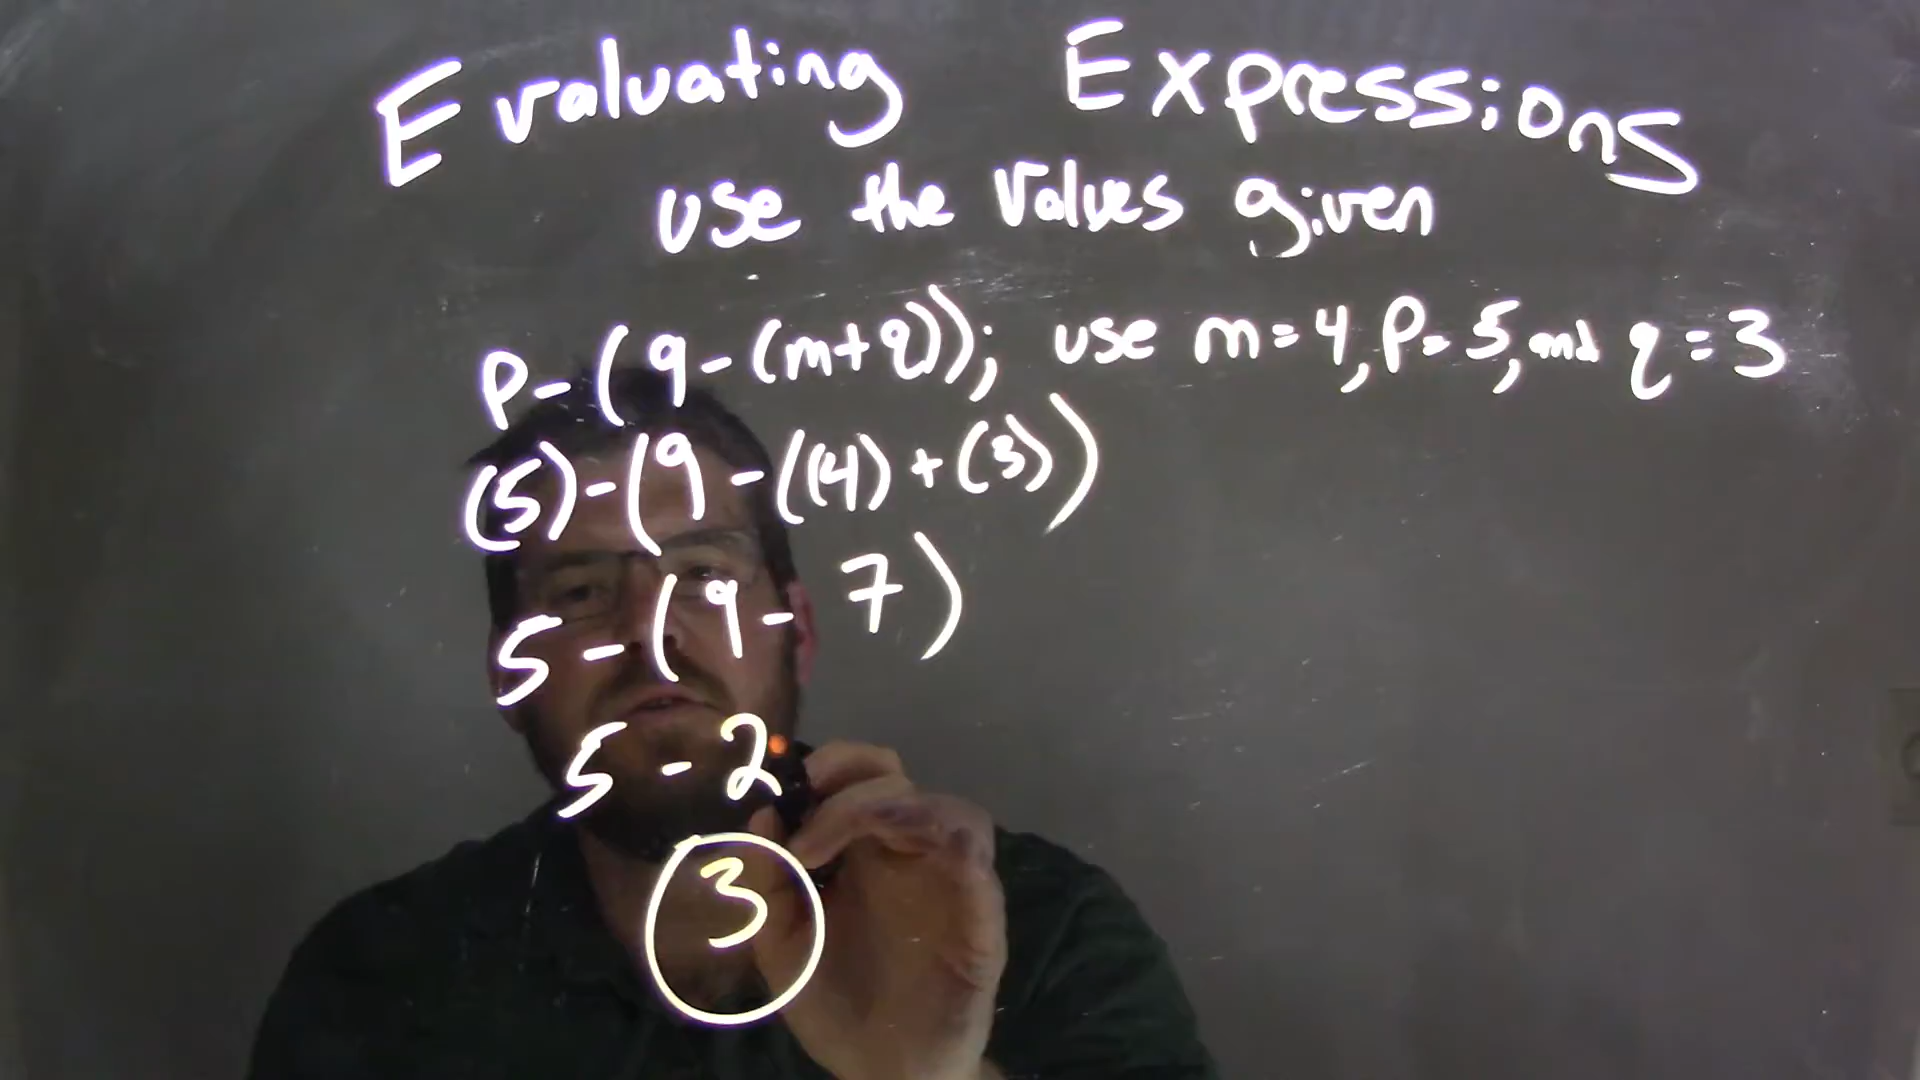 Evaluating Expressions
use the values given
P-(9-(m+q)); use m=4, P=5, and q=3
(5)-(9-((4)+(3))
5-(9-7)
5-2
3